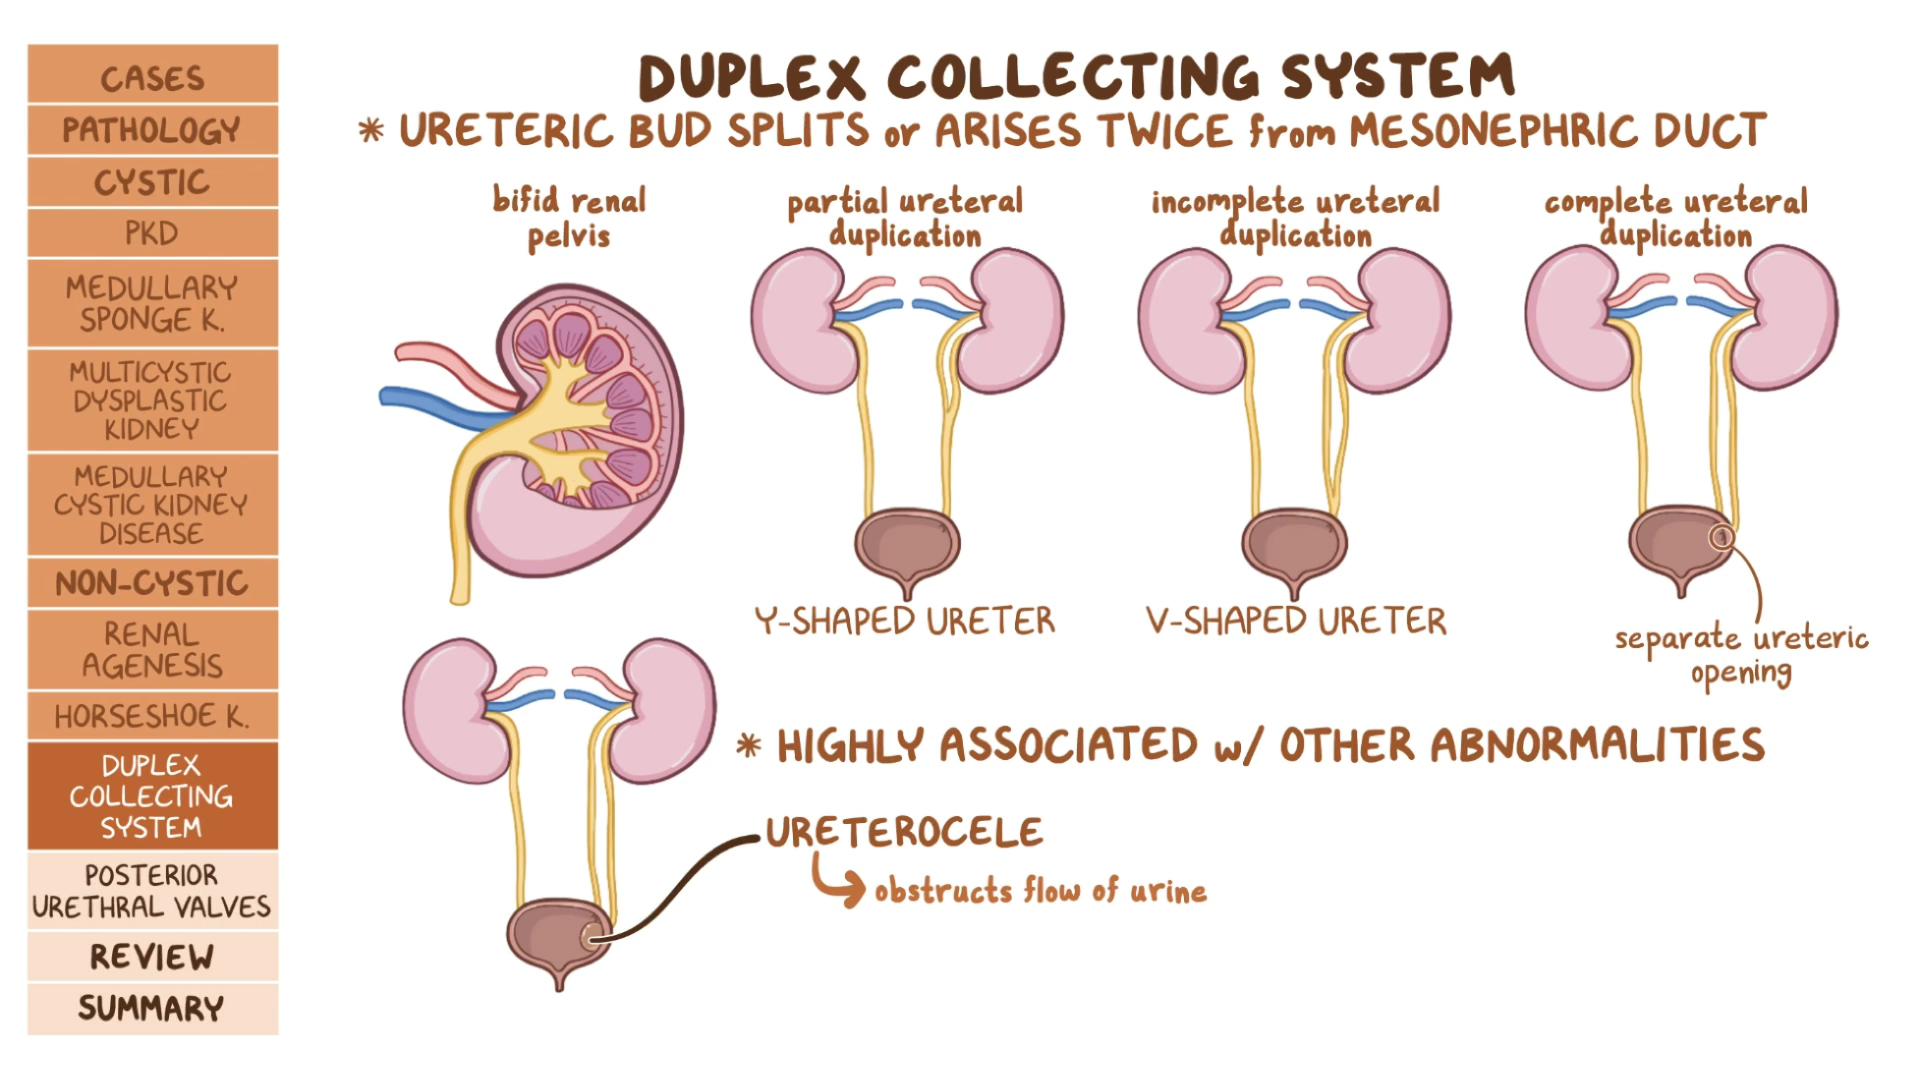 CASES
PATHOLOGY
CYSTIC
PKD
MEDULLARY
SPONGE K.
MULTICYSTIC
DYSPLASTIC
KIDNEY
MEDULLARY
CYSTIC KIDNEY
DISEASE
NON-CYSTIC
RENAL
AGENESIS
HORSESHOE K.
DUPLEX
COLLECTING
SYSTEM
POSTERIOR
URETHRAL VALVES
REVIEW
SUMMARY
DUPLEX COLLECTING SYSTEM
* URETERIC BUD SPLITS or ARISES TWICE from MESONEPHRIC DUCT
bifid renal
pelvis
partial ureteral
duplication
Y-SHAPED URETER
incomplete ureteral
duplication
V-SHAPED URETER
complete ureteral
duplication
separate ureteric
opening
* HIGHLY ASSOCIATED w/ OTHER ABNORMALITIES
URETEROCELE
obstructs flow of urine